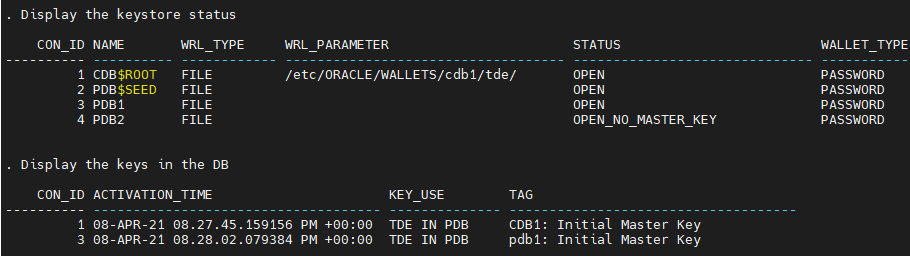 . Display the keystore status
CON_ID NAME WRL_TYPE WRL_PARAMETER STATUS WALLET_TYPE
---------- ---------- ------------ ---------------------------------- ------------------------------ ------------
1 CDB$ROOT FILE /etc/ORACLE/WALLETS/cdb1/tde/ OPEN PASSWORD
2 PDB$SEED FILE OPEN PASSWORD
3 PDB1 FILE OPEN PASSWORD
4 PDB2 FILE OPEN_NO_MASTER_KEY PASSWORD
. Display the keys in the DB
CON_ID ACTIVATION_TIME KEY_USE TAG
---------- ------------------------------------ -------------- ------------------------------------
1 08-APR-21 08.27.45.159156 PM +00:00 TDE IN PDB CDB1: Initial Master Key
3 08-APR-21 08.28.02.079384 PM +00:00 TDE IN PDB pdb1: Initial Master Key